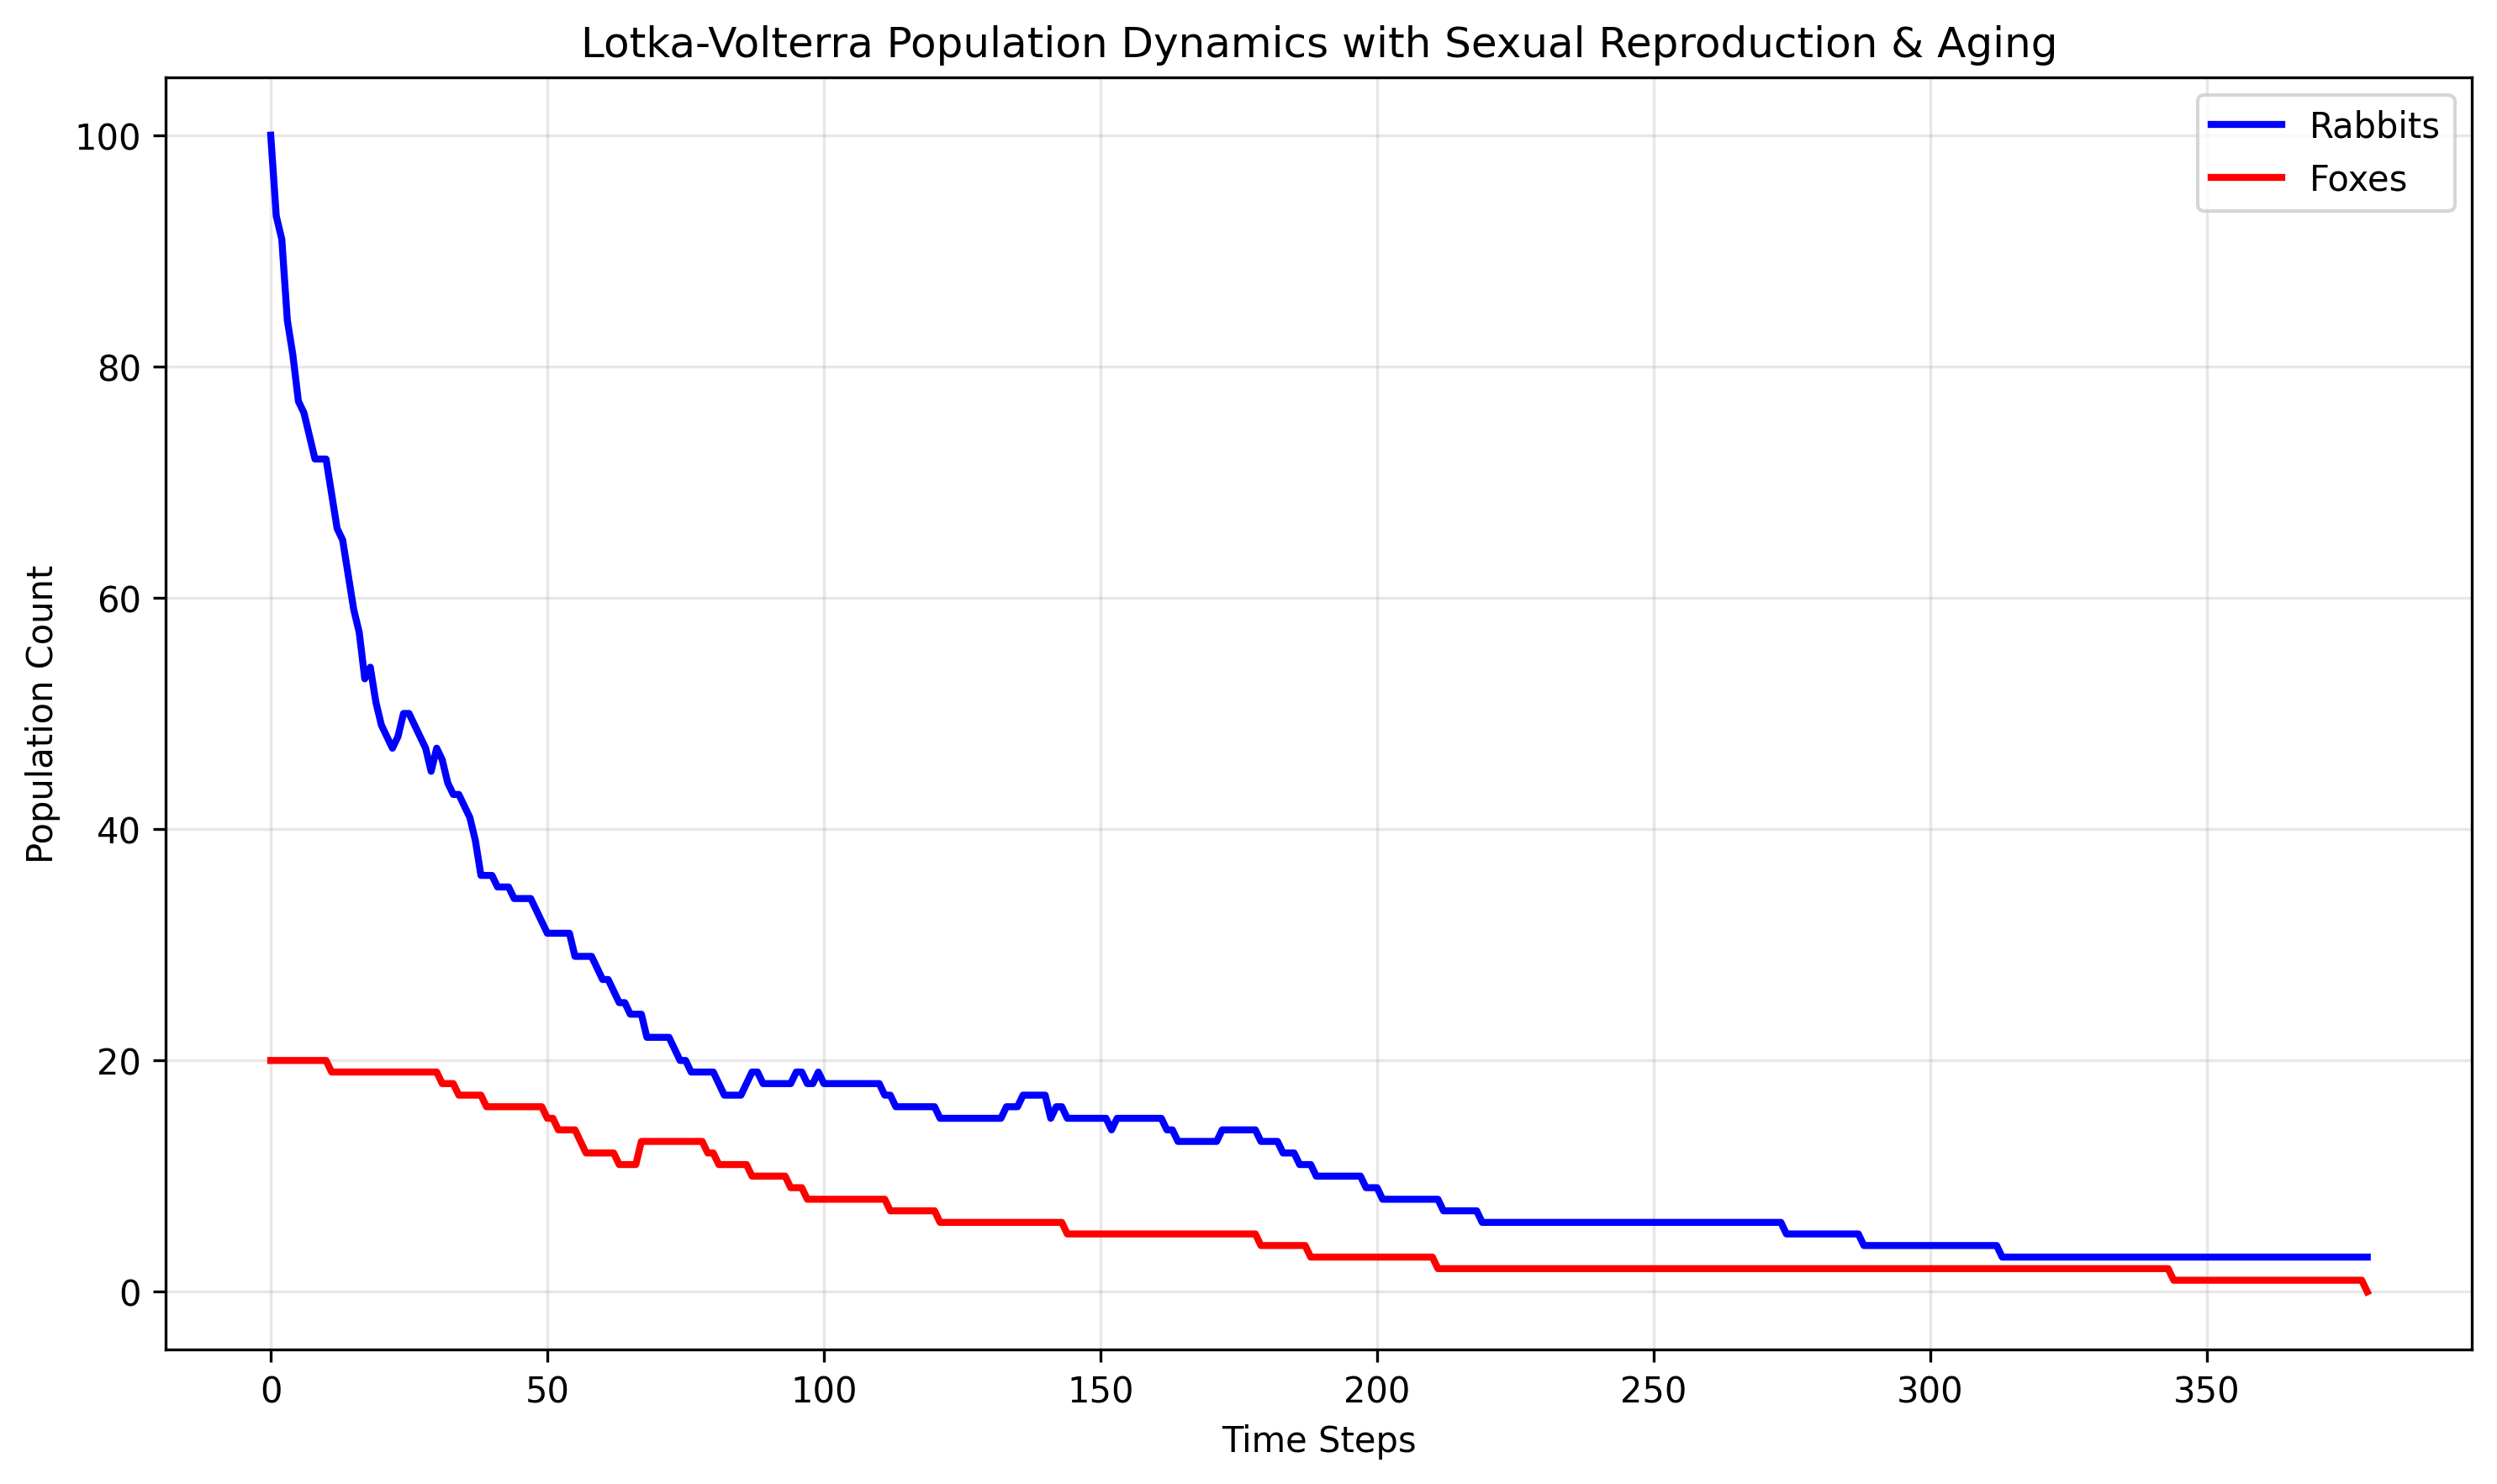 Lotka-Volterra Population Dynamics with Sexual Reproduction & Aging
Rabbits
Foxes
Population Count
100
80
60
40
20
0
0 50 100 150 200 250 300 350
Time Steps